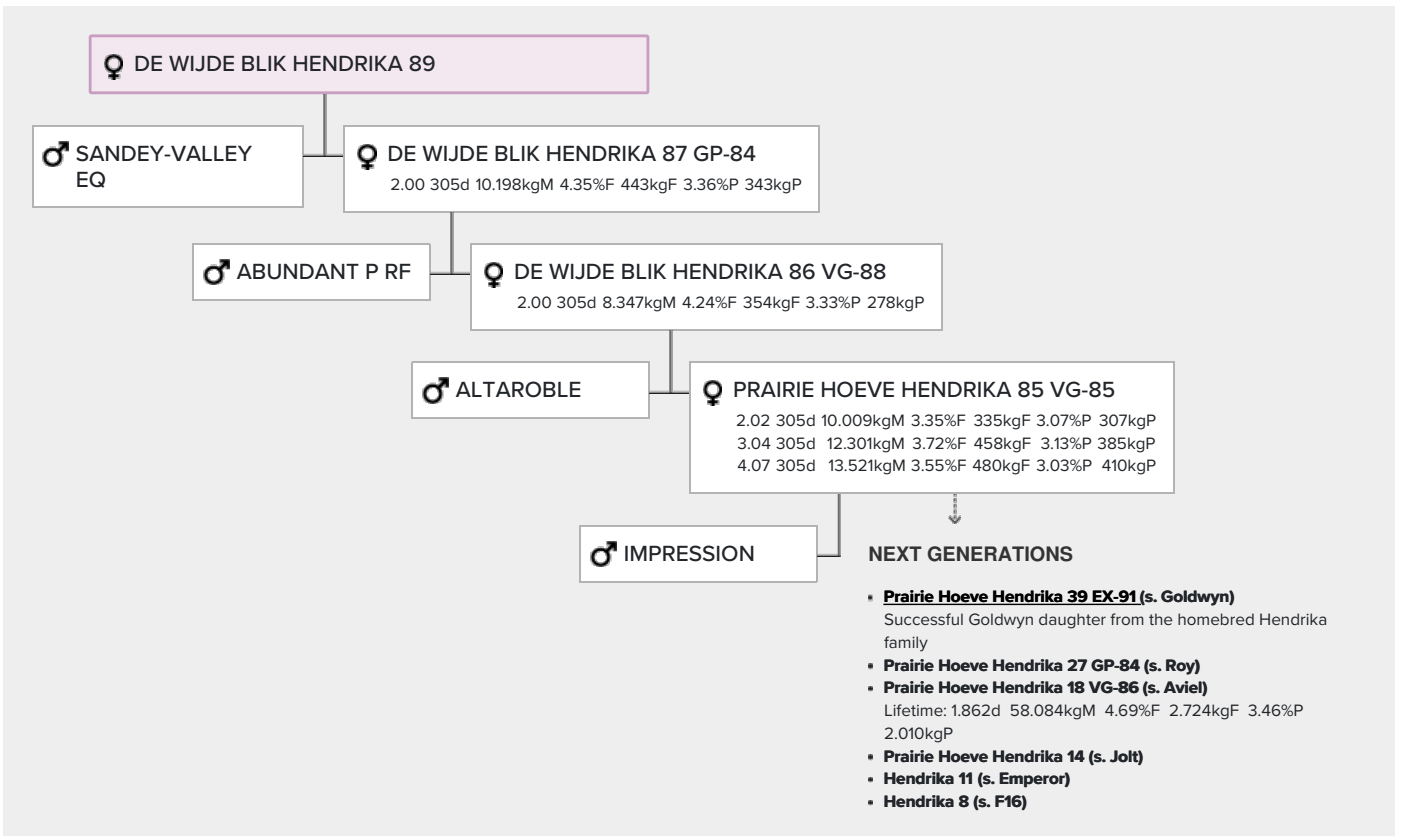 DE WIJDE BLIK HENDRIKA 89
SANDEY-VALLEY
EQ
DE WIJDE BLIK HENDRIKA 87 GP-84
2.00 305d 10.198kgM 4.35%F 443kgF 3.36%P 343kgP
ABUNDANT P RF
DE WIJDE BLIK HENDRIKA 86 VG-88
2.00 305d 8.347kgM 4.24%F 354kgF 3.33%P 278kgP
ALTAROBLE
PRAIRIE HOEVE HENDRIKA 85 VG-85
2.02 305d 10.009kgM 3.35%F 335kgF 3.07%P 307kgP
3.04 305d 12.301kgM 3.72%F 458kgF 3.13%P 385kgP
4.07 305d 13.521kgM 3.55%F 480kgF 3.03%P 410kgP
IMPRESSION
NEXT GENERATIONS
Prairie Hoeve Hendrika 39 EX-91 (s. Goldwyn)
Successful Goldwyn daughter from the homebred Hendrika
family
Prairie Hoeve Hendrika 27 GP-84 (s. Roy)
Prairie Hoeve Hendrika 18 VG-86 (s. Aviel)
Lifetime: 1.862d 58.084kgM 4.69%F 2.724kgF 3.46%P
2.010kgP
Prairie Hoeve Hendrika 14 (s. Jolt)
Hendrika 11 (s. Emperor)
Hendrika 8 (s. F16)